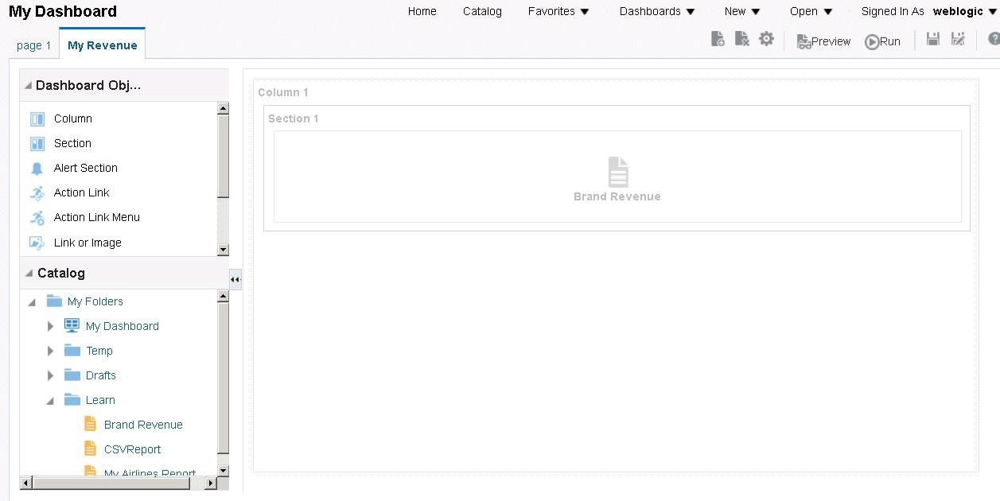 My Dashboard
Home Catalog Favorites Dashboards New Open Signed In As weblogic
page 1 My Revenue
Preview Run
Dashboard Obj...
Column
Section
Alert Section
Action Link
Action Link Menu
Link or Image
Catalog
My Folders
My Dashboard
Temp
Drafts
Learn
Brand Revenue
CSVReport
My Airlines Report
Column 1
Section 1
Brand Revenue